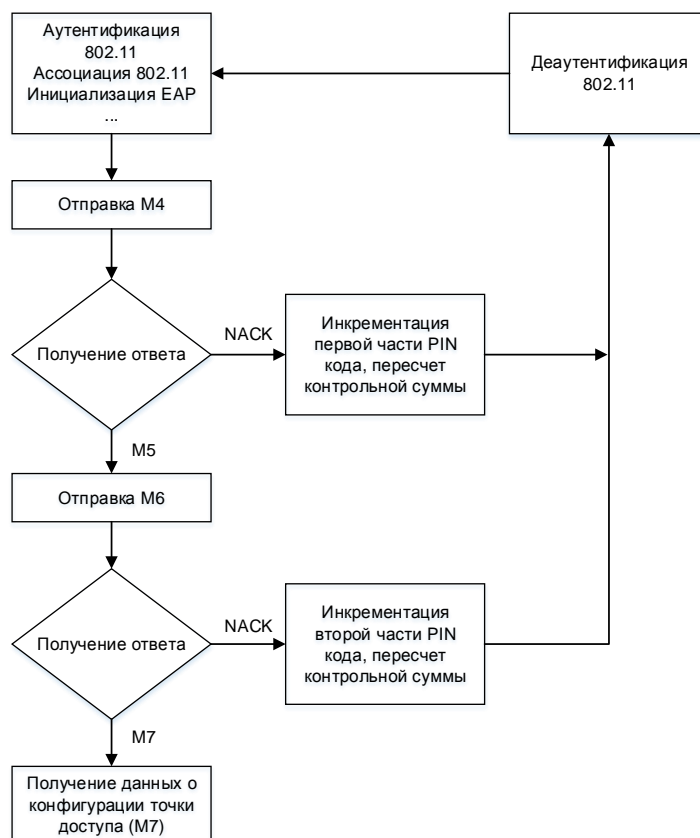 Аутентификация
802.11
Ассоциация 802.11
Инициализация EAP
...
Деаутентификация
802.11
Отправка M4
Получение ответа
NACK
Инкрементация
первой части PIN
кода, пересчет
контрольной суммы
M5
Отправка M6
Получение ответа
NACK
Инкрементация
второй части PIN
кода, пересчет
контрольной суммы
M7
Получение данных о
конфигурации точки
доступа (M7)